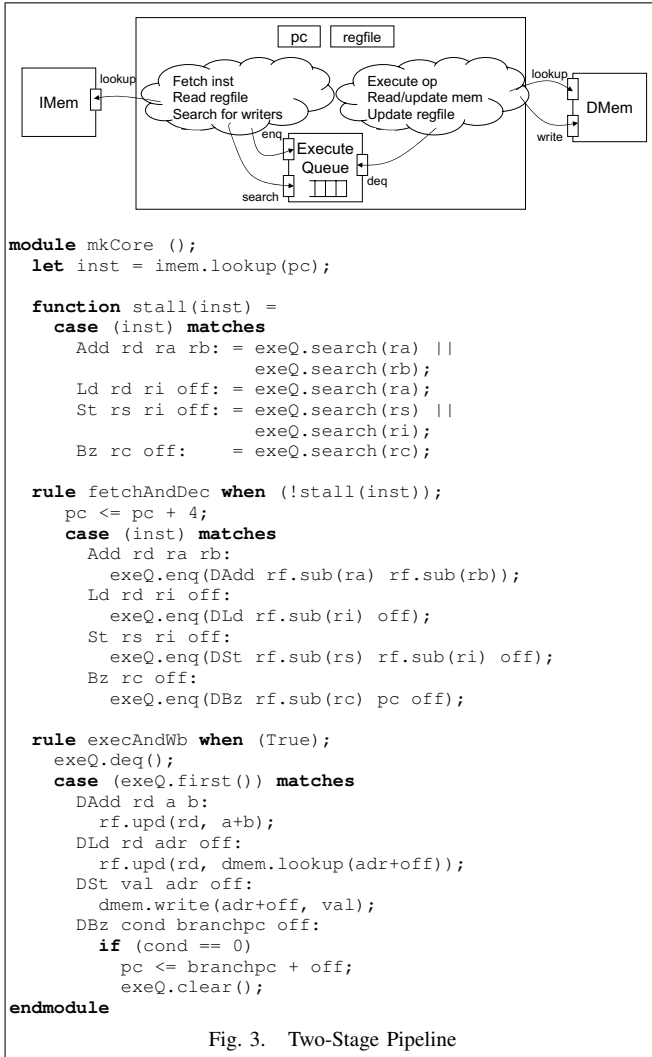 pc regfile
lookup
IMem
Fetch inst
Read regfile
Search for writers
Execute op
Read/update mem
Update regfile
lookup
DMem
write
enq
Execute
Queue
deq
search
module mkCore ();
  let inst = imem.lookup(pc);

  function stall(inst) =
    case (inst) matches
      Add rd ra rb: = exeQ.search(ra) ||
                      exeQ.search(rb);
      Ld rd ri off: = exeQ.search(ra);
      St rs ri off: = exeQ.search(rs) ||
                      exeQ.search(ri);
      Bz rc off:    = exeQ.search(rc);

  rule fetchAndDec when (!stall(inst));
     pc <= pc + 4;
     case (inst) matches
       Add rd ra rb:
         exeQ.enq(DAdd rf.sub(ra) rf.sub(rb));
       Ld rd ri off:
         exeQ.enq(DLd rf.sub(ri) off);
       St rs ri off:
         exeQ.enq(DSt rf.sub(rs) rf.sub(ri) off);
       Bz rc off:
         exeQ.enq(DBz rf.sub(rc) pc off);

  rule execAndWb when (True);
    exeQ.deq();
    case (exeQ.first()) matches
      DAdd rd a b:
        rf.upd(rd, a+b);
      DLd rd adr off:
        rf.upd(rd, dmem.lookup(adr+off));
      DSt val adr off:
        dmem.write(adr+off, val);
      DBz cond branchpc off:
        if (cond == 0)
          pc <= branchpc + off;
          exeQ.clear();
endmodule
Fig. 3. Two-Stage Pipeline